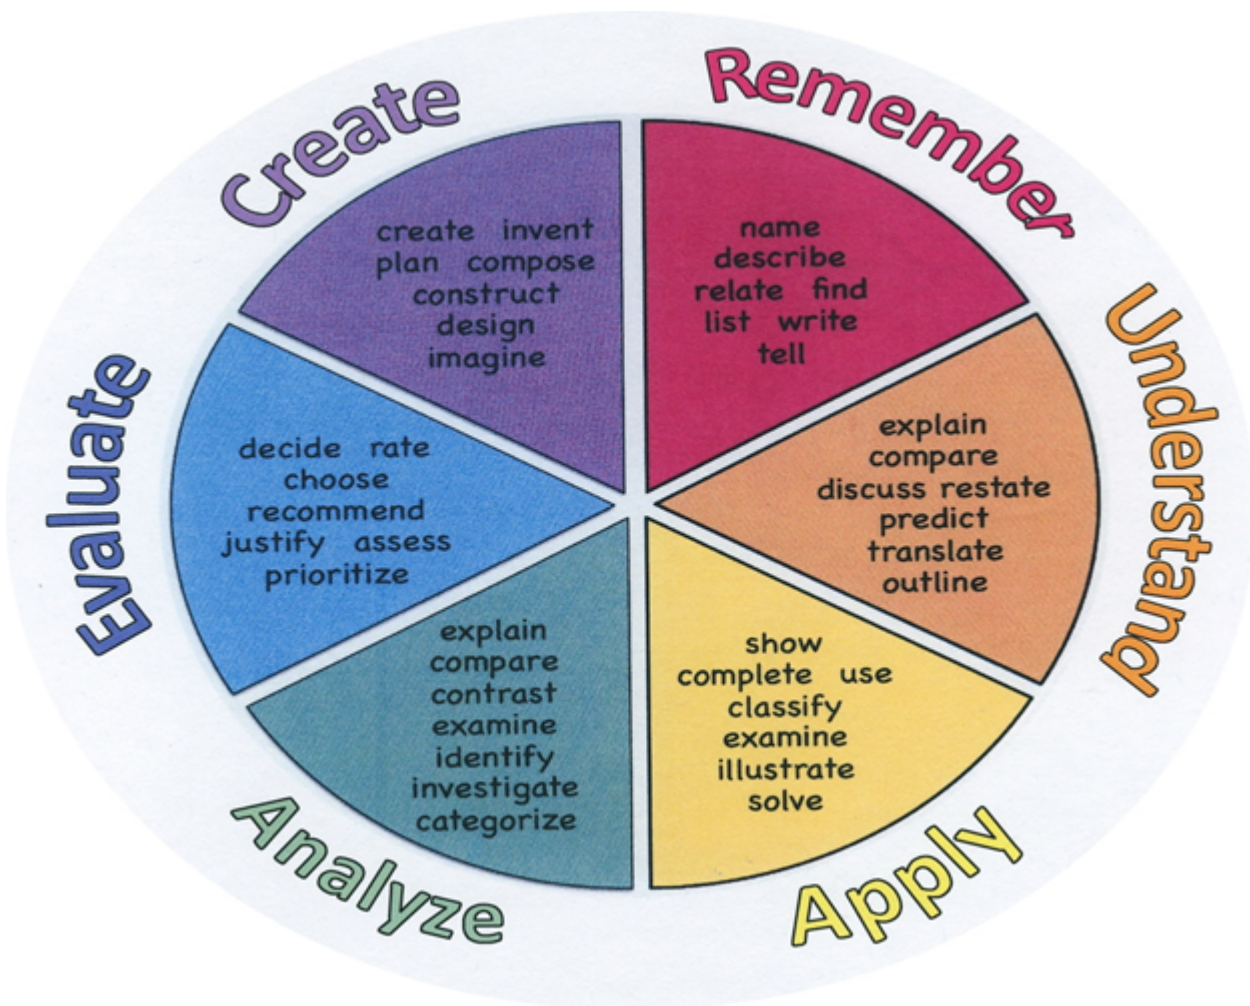 Remember
name
describe
relate find
list write
tell
Understand
explain
compare
discuss restate
predict
translate
outline
Apply
show
complete use
classify
examine
illustrate
solve
Analyze
explain
compare
contrast
examine
identify
investigate
categorize
Evaluate
decide rate
choose
recommend
justify assess
prioritize
Create
create invent
plan compose
construct
design
imagine